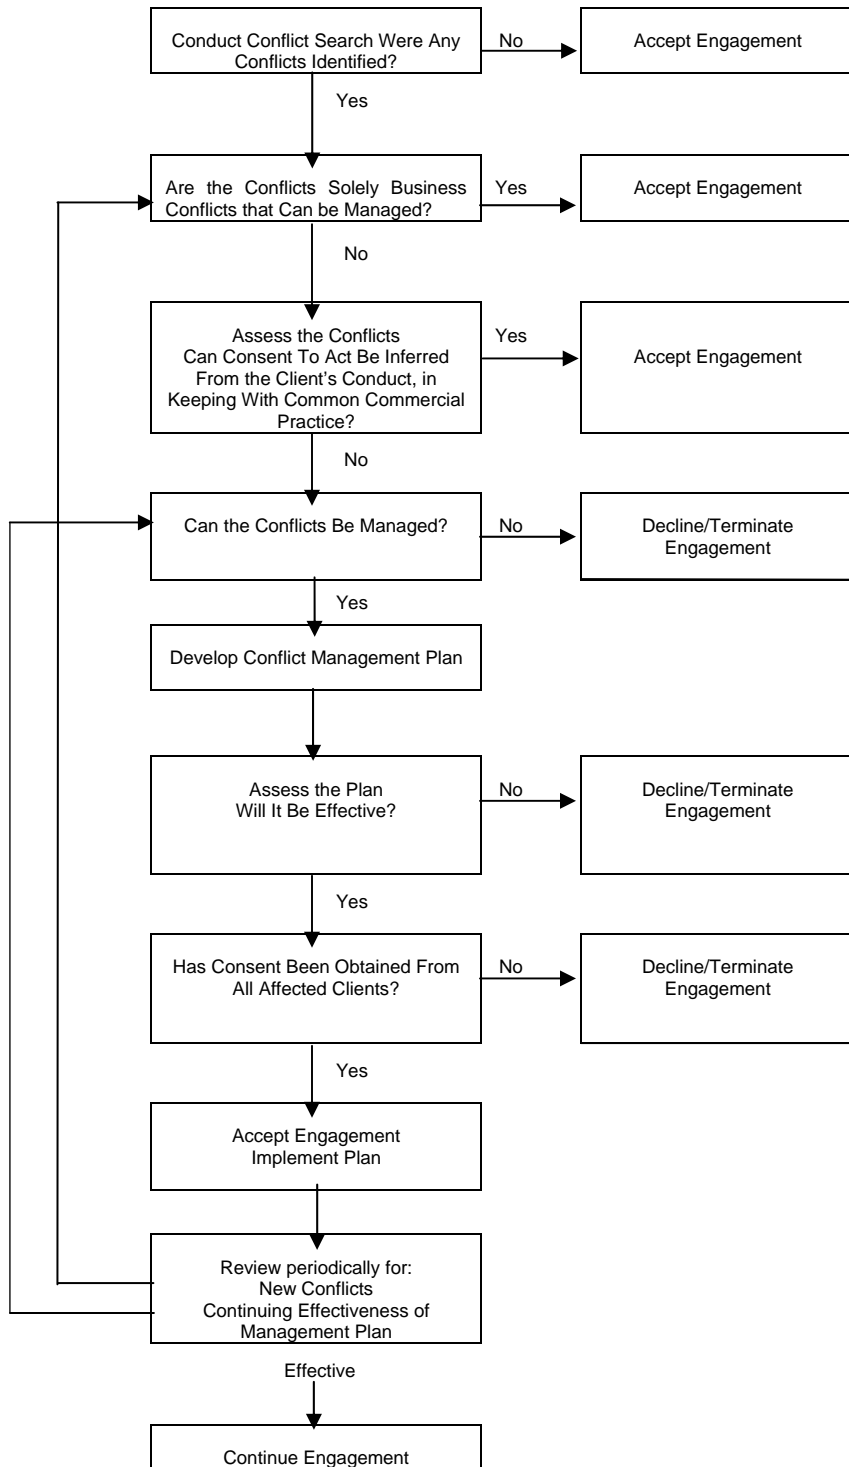 Conduct Conflict Search Were Any
Conflicts Identified?
No
Accept Engagement
Yes
Are the Conflicts Solely Business
Conflicts that Can be Managed?
Yes
Accept Engagement
No
Assess the Conflicts
Can Consent To Act Be Inferred
From the Client’s Conduct, in
Keeping With Common Commercial
Practice?
Yes
Accept Engagement
No
Can the Conflicts Be Managed?
No
Decline/Terminate
Engagement
Yes
Develop Conflict Management Plan
Assess the Plan
Will It Be Effective?
No
Decline/Terminate
Engagement
Yes
Has Consent Been Obtained From
All Affected Clients?
No
Decline/Terminate
Engagement
Yes
Accept Engagement
Implement Plan
Review periodically for:
New Conflicts
Continuing Effectiveness of
Management Plan
Effective
Continue Engagement